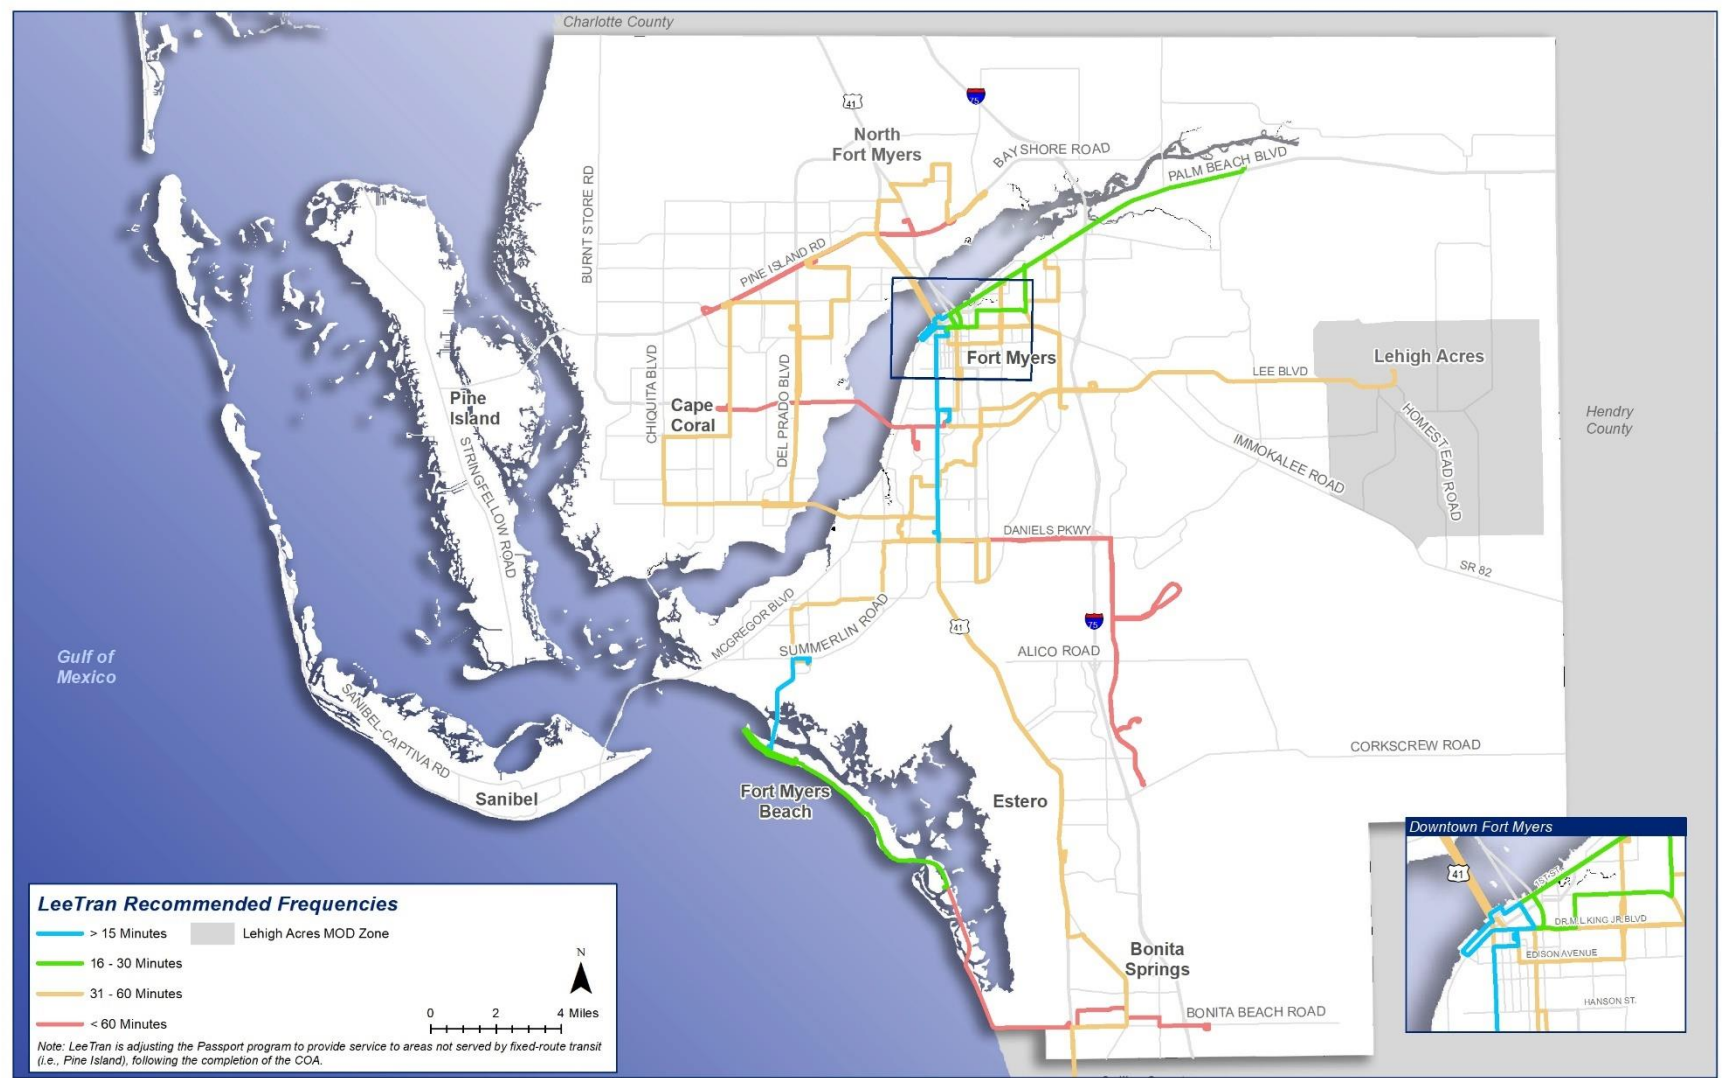 Charlotte County
41
75
North
Fort Myers
BAYSHORE ROAD
PALM BEACH BLVD
BURNT STORE RD
PINE ISLAND RD
Fort Myers
Lehigh Acres
LEE BLVD
Hendry
County
Pine
Island
CHIQUITA BLVD
Cape
Coral
DEL PRADO BLVD
HOMESTEAD ROAD
IMMOKALEE ROAD
STRINGFELLOW ROAD
DANIELS PKWY
SR 82
MCGREGOR BLVD
SUMMERLIN ROAD
41
75
ALICO ROAD
Gulf of
Mexico
SANIBEL-CAPTIVA RD
CORKSCREW ROAD
Sanibel
Fort Myers
Beach
Estero
Bonita
Springs
BONITA BEACH ROAD
Downtown Fort Myers
41
1ST ST.
DR. M L KING JR. BLVD
EDISON AVENUE
HANSON ST.
LeeTran Recommended Frequencies
> 15 Minutes
Lehigh Acres MOD Zone
16 - 30 Minutes
31 - 60 Minutes
< 60 Minutes
N
0 2 4 Miles
Note: LeeTran is adjusting the Passport program to provide service to areas not served by fixed-route transit
(i.e., Pine Island), following the completion of the COA.